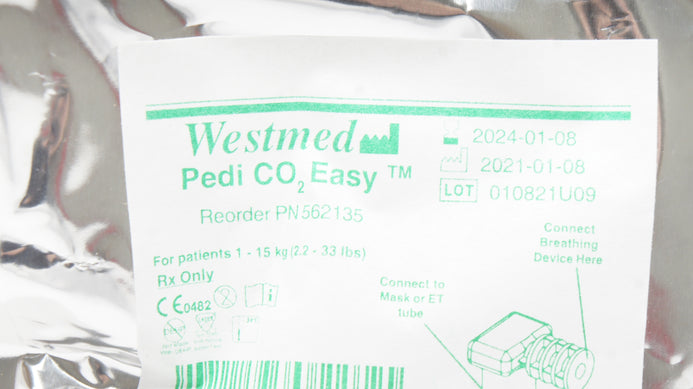 Westmed
Pedi CO₂ Easy ™
Reorder PN 562135
2024-01-08
2021-01-08
LOT 010821U09
For patients 1 - 15 kg (2.2 - 33 lbs)
Rx Only
CE0482
Connect
Breathing
Device Here
Connect to
Mask or ET
tube